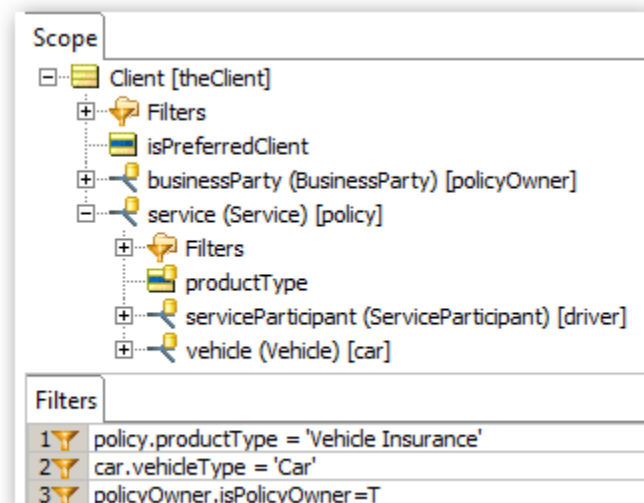 Scope
Client [theClient]
Filters
isPreferredClient
businessParty (BusinessParty) [policyOwner]
service (Service) [policy]
Filters
productType
serviceParticipant (ServiceParticipant) [driver]
vehicle (Vehicle) [car]
Filters
1 policy.productType = 'Vehicle Insurance'
2 car.vehicleType = 'Car'
3 policyOwner.isPolicyOwner=T